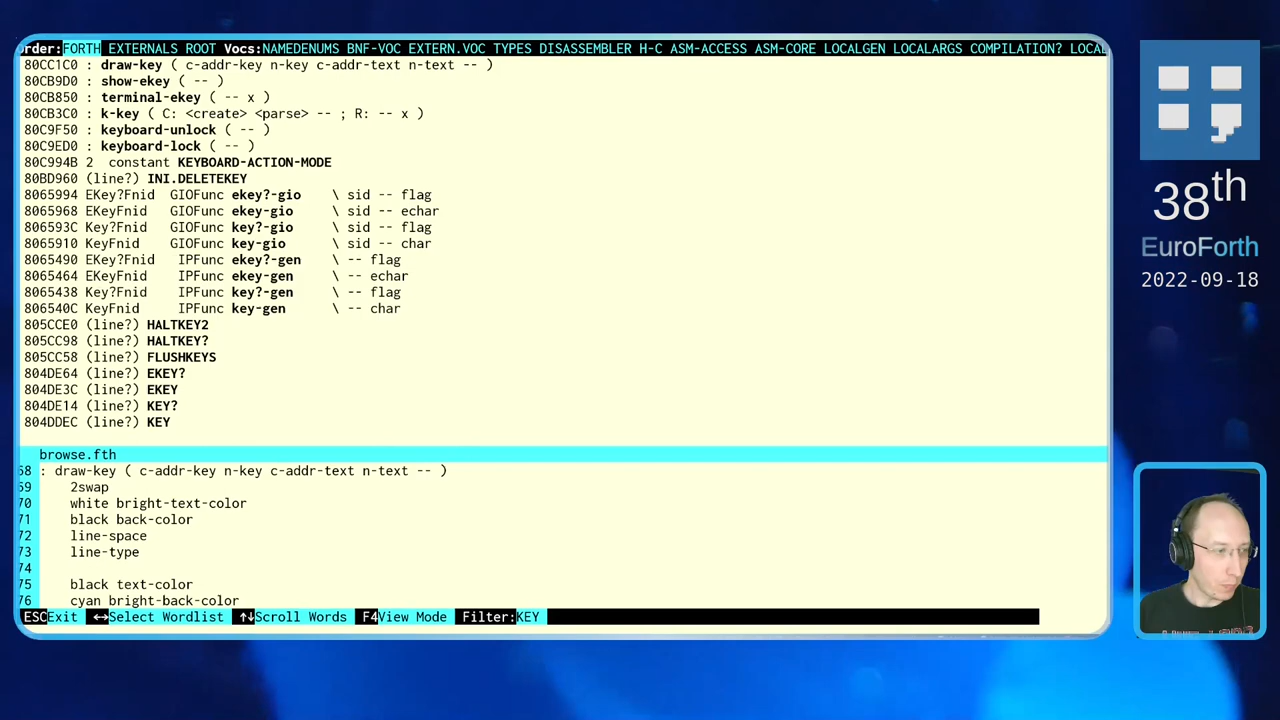 rder:FORTH EXTERNALS ROOT Vocs:NAMEDENUMS BNF-VOC EXTERN.VOC TYPES DISASSEMBLER H-C ASM-ACCESS ASM-CORE LOCALGEN LOCALARGS COMPILATION? LOCAL
80CC1C0 : draw-key ( c-addr-key n-key c-addr-text n-text -- )
80CB9D0 : show-ekey ( -- )
80CB850 : terminal-ekey ( -- x )
80CB3C0 : k-key ( C: <create> <parse> -- ; R: -- x )
80C9F50 : keyboard-unlock ( -- )
80C9ED0 : keyboard-lock ( -- )
80C994B 2  constant KEYBOARD-ACTION-MODE
80BD960 (line?) INI.DELETEKEY
8065994 EKey?Fnid  GIOFunc ekey?-gio    \ sid -- flag
8065968 EKeyFnid   GIOFunc ekey-gio     \ sid -- echar
806593C Key?Fnid   GIOFunc key?-gio     \ sid -- flag
8065910 KeyFnid    GIOFunc key-gio      \ sid -- char
8065490 EKey?Fnid   IPFunc ekey?-gen    \ -- flag
8065464 EKeyFnid    IPFunc ekey-gen     \ -- echar
8065438 Key?Fnid    IPFunc key?-gen     \ -- flag
806540C KeyFnid     IPFunc key-gen      \ -- char
805CCE0 (line?) HALTKEY2
805CC98 (line?) HALTKEY?
805CC58 (line?) FLUSHKEYS
804DE64 (line?) EKEY?
804DE3C (line?) EKEY
804DE14 (line?) KEY?
804DDEC (line?) KEY
browse.fth
68 : draw-key ( c-addr-key n-key c-addr-text n-text -- )
69     2swap
70     white bright-text-color
71     black back-color
72     line-space
73     line-type
74
75     black text-color
76     cyan bright-back-color
ESCExit ↔Select Wordlist ↑↓Scroll Words F4View Mode Filter:KEY
38th
EuroForth
2022-09-18